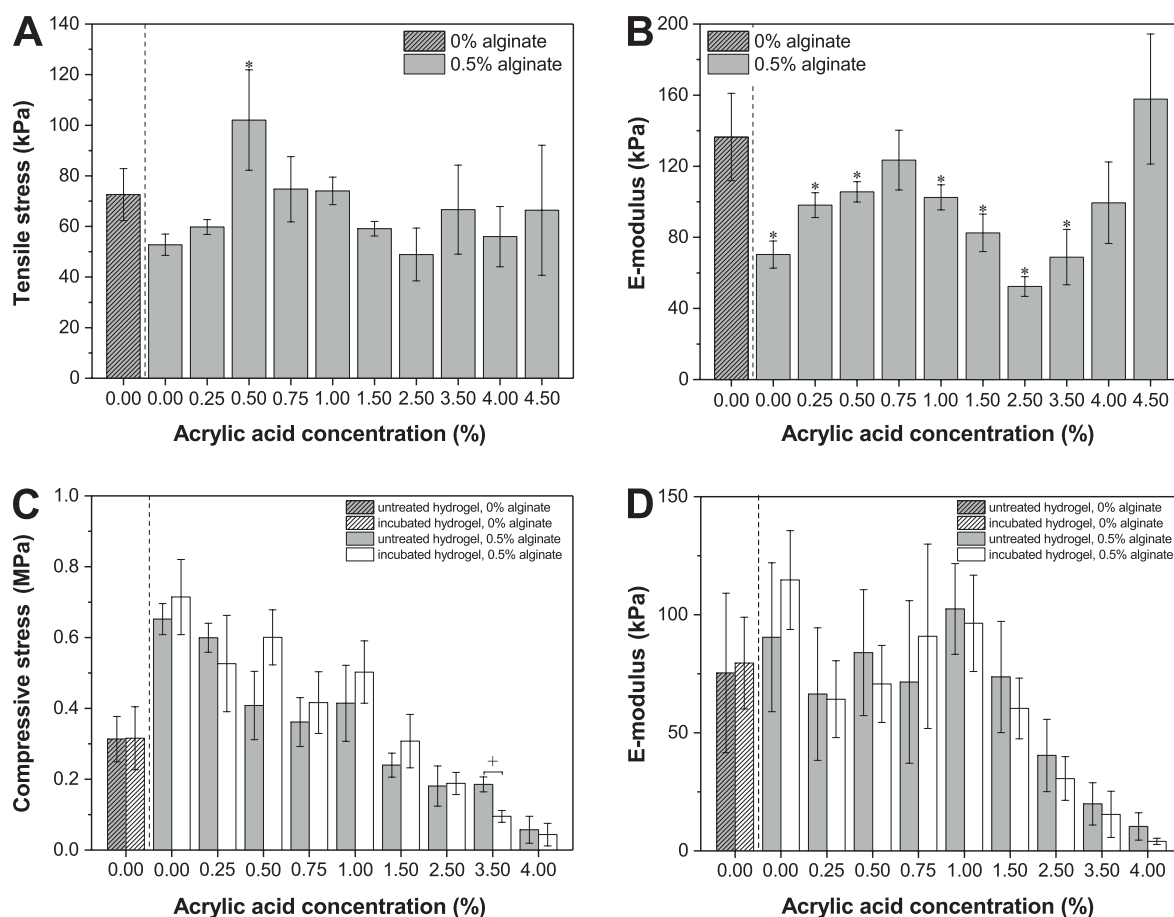 A
Tensile stress (kPa)
140
120
100
80
60
40
20
0
0% alginate
0.5% alginate
*
0.00 0.00 0.25 0.50 0.75 1.00 1.50 2.50 3.50 4.00 4.50
Acrylic acid concentration (%)
B
E-modulus (kPa)
200
160
120
80
40
0
0% alginate
0.5% alginate
* * * * * * *
0.00 0.00 0.25 0.50 0.75 1.00 1.50 2.50 3.50 4.00 4.50
Acrylic acid concentration (%)
C
Compressive stress (MPa)
1.0
0.8
0.6
0.4
0.2
0.0
untreated hydrogel, 0% alginate
incubated hydrogel, 0% alginate
untreated hydrogel, 0.5% alginate
incubated hydrogel, 0.5% alginate
+
0.00 0.00 0.25 0.50 0.75 1.00 1.50 2.50 3.50 4.00
Acrylic acid concentration (%)
D
E-modulus (kPa)
150
100
50
0
untreated hydrogel, 0% alginate
incubated hydrogel, 0% alginate
untreated hydrogel, 0.5% alginate
incubated hydrogel, 0.5% alginate
0.00 0.00 0.25 0.50 0.75 1.00 1.50 2.50 3.50 4.00
Acrylic acid concentration (%)